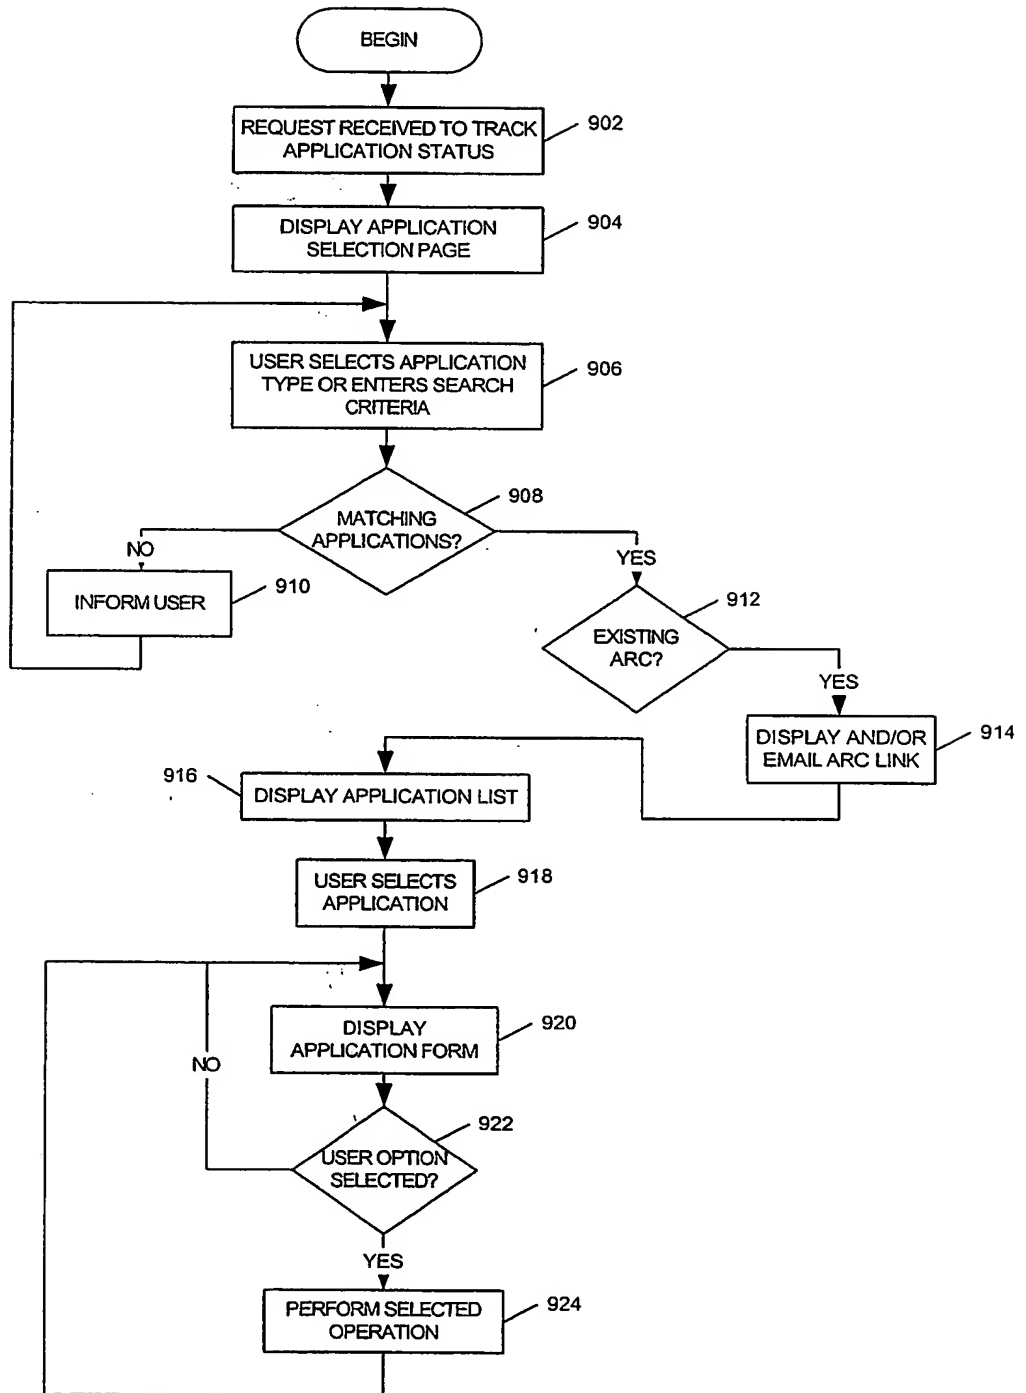 BEGIN
REQUEST RECEIVED TO TRACK
APPLICATION STATUS
902
DISPLAY APPLICATION
SELECTION PAGE
904
USER SELECTS APPLICATION
TYPE OR ENTERS SEARCH
CRITERIA
906
MATCHING
APPLICATIONS?
908
NO
YES
INFORM USER
910
EXISTING
ARC?
912
YES
DISPLAY AND/OR
EMAIL ARC LINK
914
916
DISPLAY APPLICATION LIST
USER SELECTS
APPLICATION
918
DISPLAY
APPLICATION FORM
920
NO
USER OPTION
SELECTED?
922
YES
PERFORM SELECTED
OPERATION
924